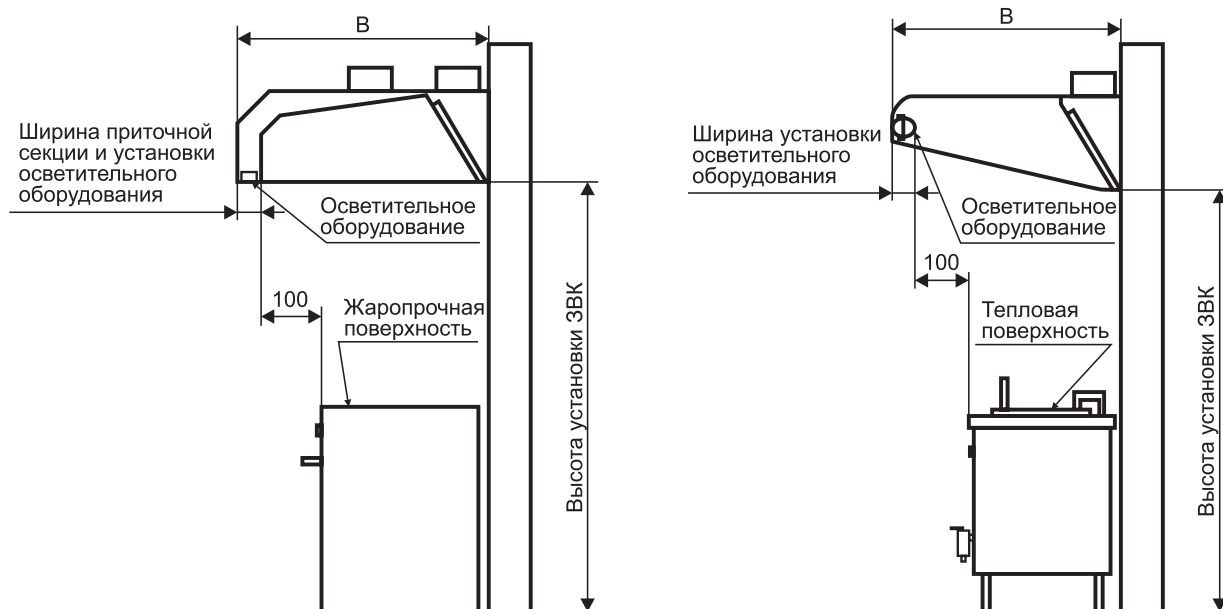 В
Ширина приточной
секции и установки
осветительного
оборудования
Осветительное
оборудование
100
Жаропрочная
поверхность
Высота установки ЗВК
В
Ширина установки
осветительного
оборудования
Осветительное
оборудование
100
Тепловая
поверхность
Высота установки ЗВК